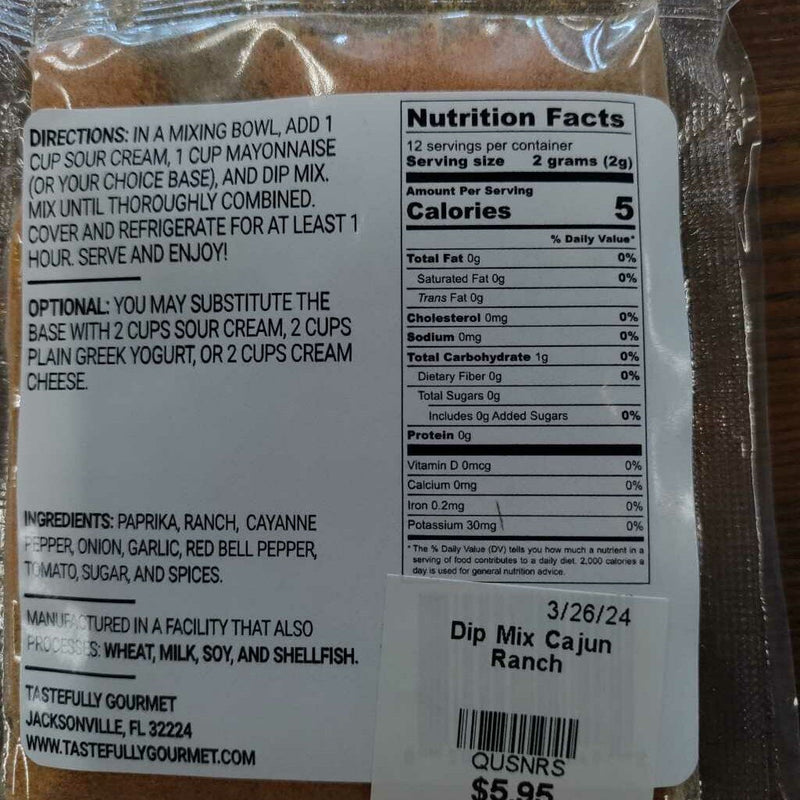 DIRECTIONS: IN A MIXING BOWL, ADD 1
CUP SOUR CREAM, 1 CUP MAYONNAISE
(OR YOUR CHOICE BASE), AND DIP MIX.
MIX UNTIL THOROUGHLY COMBINED.
COVER AND REFRIGERATE FOR AT LEAST 1
HOUR. SERVE AND ENJOY!
OPTIONAL: YOU MAY SUBSTITUTE THE
BASE WITH 2 CUPS SOUR CREAM, 2 CUPS
PLAIN GREEK YOGURT, OR 2 CUPS CREAM
CHEESE.
INGREDIENTS: PAPRIKA, RANCH, CAYANNE
PEPPER, ONION, GARLIC, RED BELL PEPPER,
TOMATO, SUGAR, AND SPICES.
MANUFACTURED IN A FACILITY THAT ALSO
PROCESSES: WHEAT, MILK, SOY, AND SHELLFISH.
TASTEFULLY GOURMET
JACKSONVILLE, FL 32224
WWW.TASTEFULLYGOURMET.COM
Nutrition Facts
12 servings per container
Serving size 2 grams (2g)
Amount Per Serving
Calories 5
% Daily Value*
Total Fat 0g 0%
Saturated Fat 0g 0%
Trans Fat 0g
Cholesterol 0mg 0%
Sodium 0mg 0%
Total Carbohydrate 1g 0%
Dietary Fiber 0g 0%
Total Sugars 0g
Includes 0g Added Sugars 0%
Protein 0g
Vitamin D 0mcg 0%
Calcium 0mg 0%
Iron 0.2mg 0%
Potassium 30mg 0%
* The % Daily Value (DV) tells you how much a nutrient in a
serving of food contributes to a daily diet. 2,000 calories a
day is used for general nutrition advice.
3/26/24
Dip Mix Cajun
Ranch
QUSNRS
$5.95